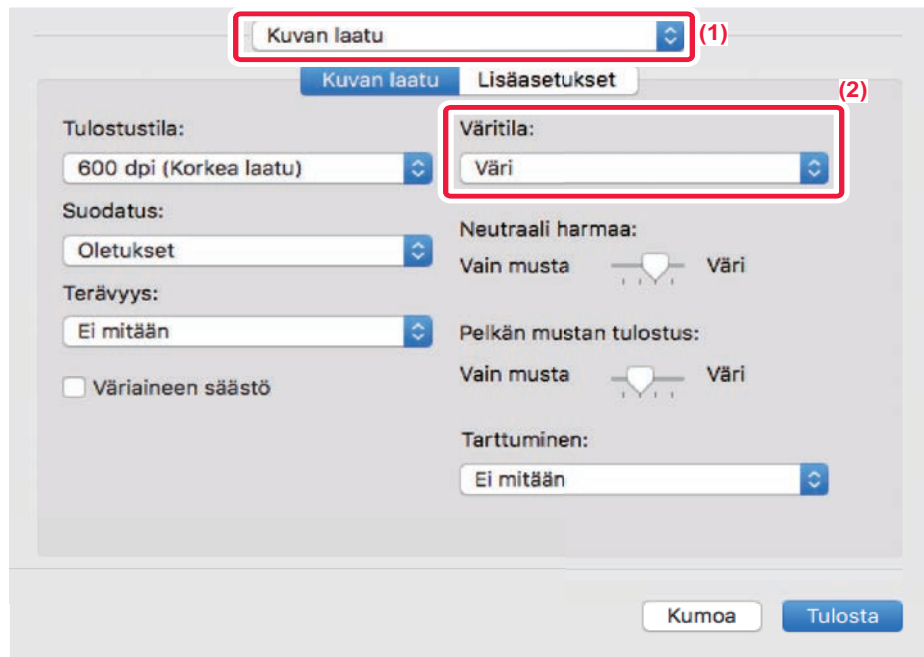 Kuvan laatu
(1)
Kuvan laatu Lisäasetukset
(2)
Tulostustila:
600 dpi (Korkea laatu)
Suodatus:
Oletukset
Terävyys:
Ei mitään
Väriaineen säästö
Väritila:
Väri
Neutraali harmaa:
Vain musta Väri
Pelkän mustan tulostus:
Vain musta Väri
Tarttuminen:
Ei mitään
Kumoa Tulosta